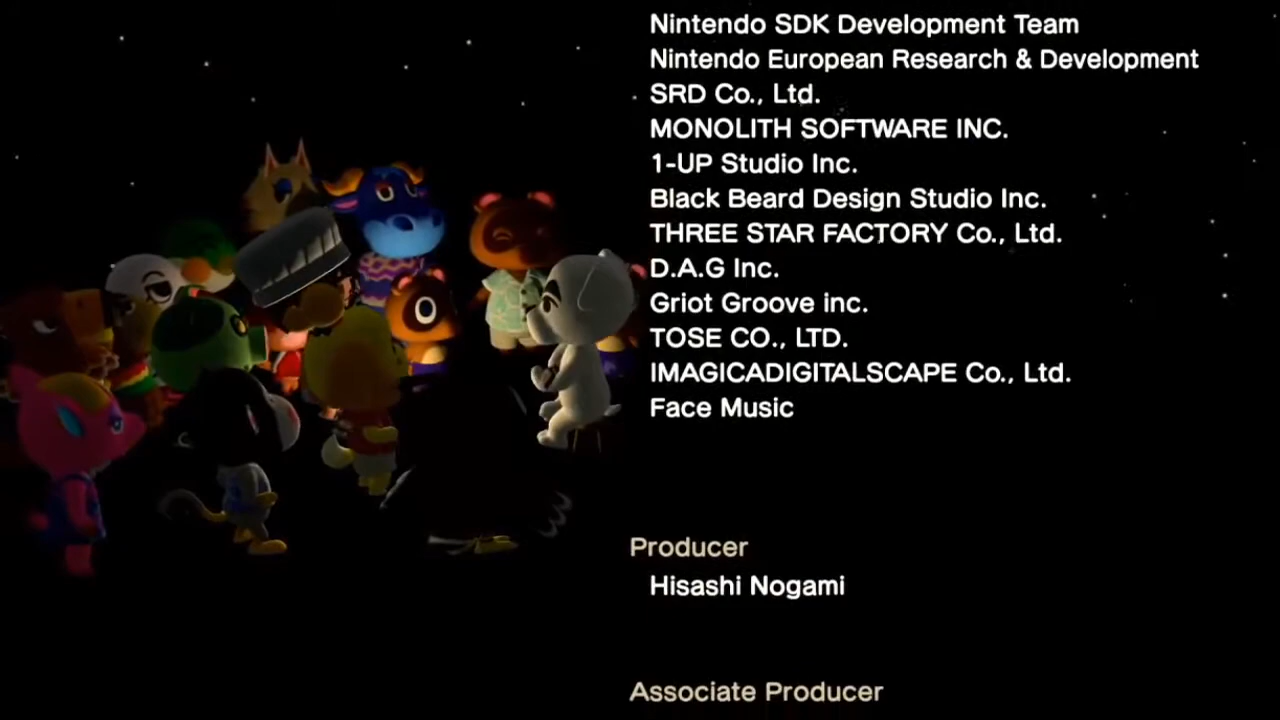 Nintendo SDK Development Team
Nintendo European Research & Development
SRD Co., Ltd.
MONOLITH SOFTWARE INC.
1-UP Studio Inc.
Black Beard Design Studio Inc.
THREE STAR FACTORY Co., Ltd.
D.A.G Inc.
Griot Groove inc.
TOSE CO., LTD.
IMAGICADIGITALSCAPE Co., Ltd.
Face Music
Producer
Hisashi Nogami
Associate Producer